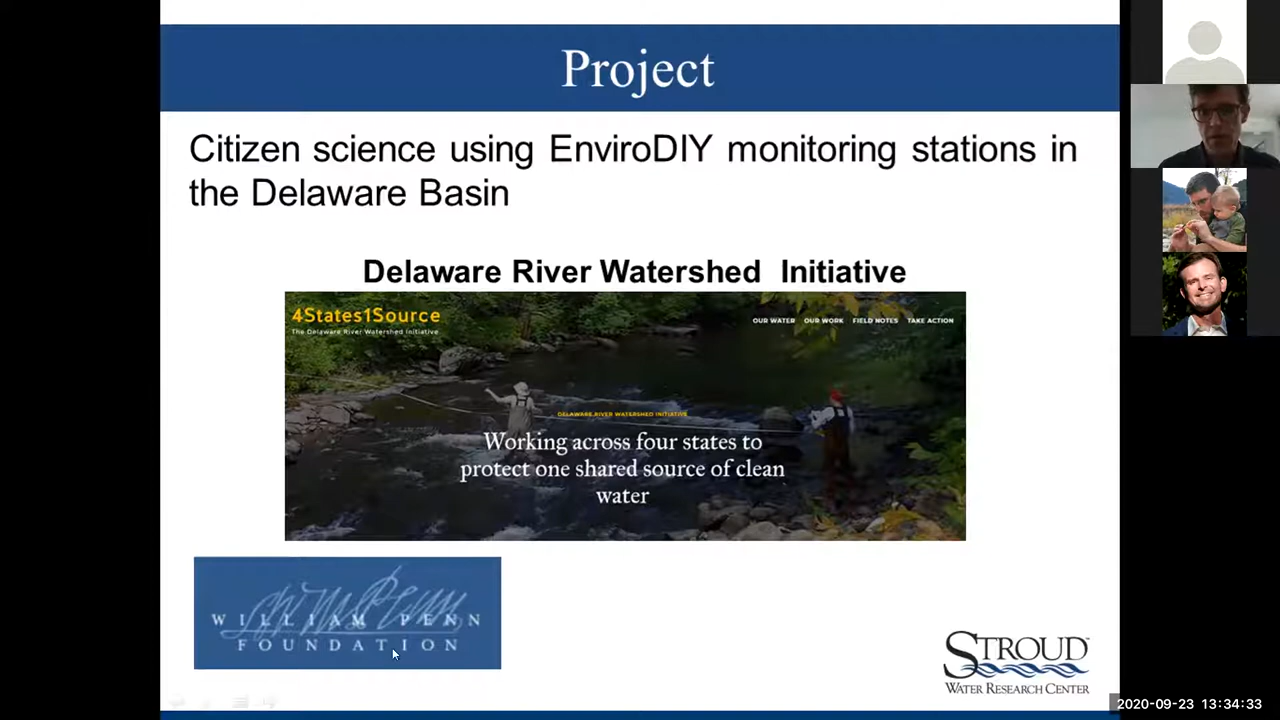 Project
Citizen science using EnviroDIY monitoring stations in
the Delaware Basin
Delaware River Watershed Initiative
4States1Source
The Delaware River Watershed Initiative
OUR WATER OUR WORK FIELD NOTES TAKE ACTION
DELAWARE RIVER WATERSHED INITIATIVE
Working across four states to
protect one shared source of clean
water
WILLIAM PENN
FOUNDATION
STROUD™
WATER RESEARCH CENTER
2020-09-23 13:34:33